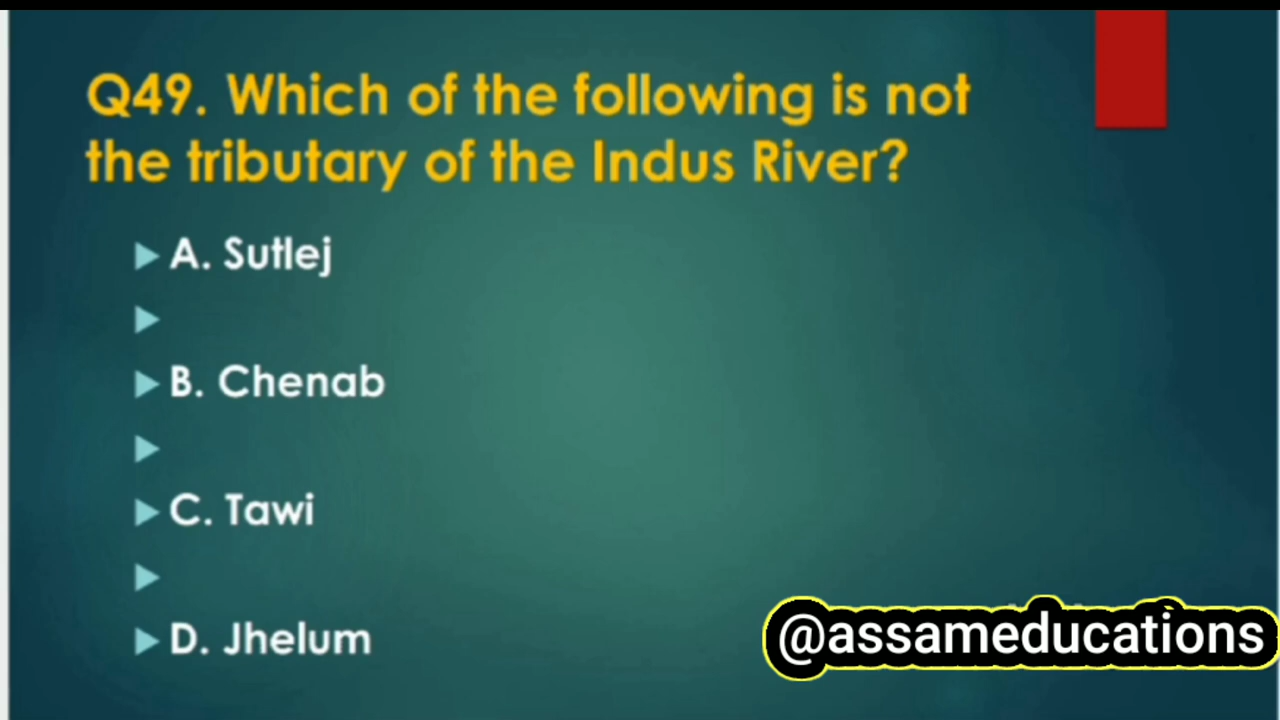 Q49. Which of the following is not
the tributary of the Indus River?
A. Sutlej
B. Chenab
C. Tawi
D. Jhelum
@assameducations